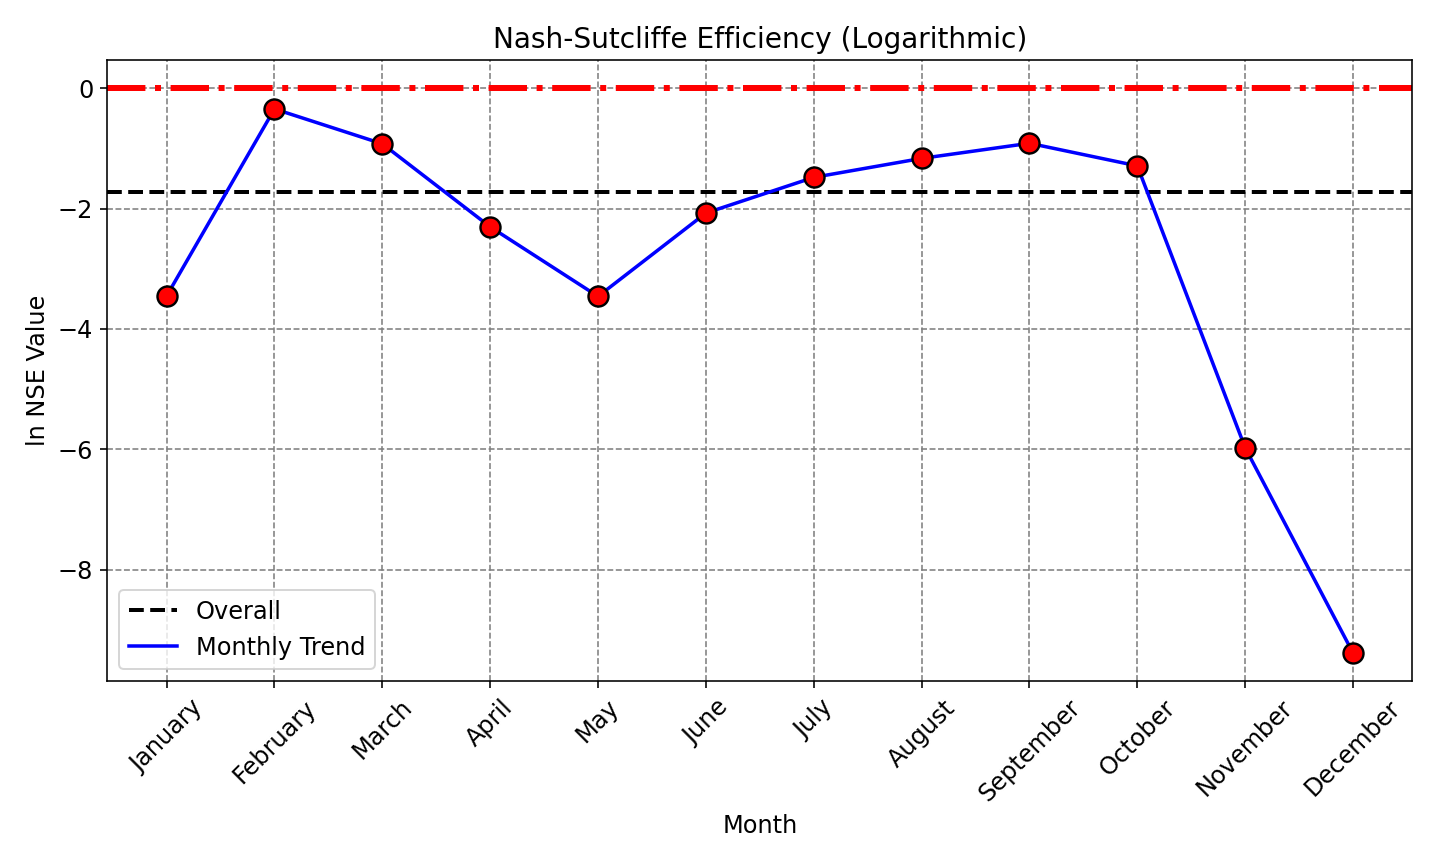 Nash-Sutcliffe Efficiency (Logarithmic)
ln NSE Value
0
−2
−4
−6
−8
Overall
Monthly Trend
January
February
March
April
May
June
July
August
September
October
November
December
Month